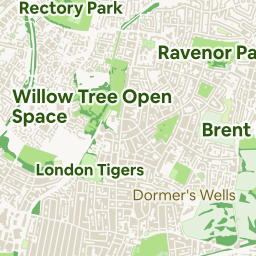 Rectory Park
Ravenor Pa
Willow Tree Open
Space
Brent
London Tigers
Dormer's Wells